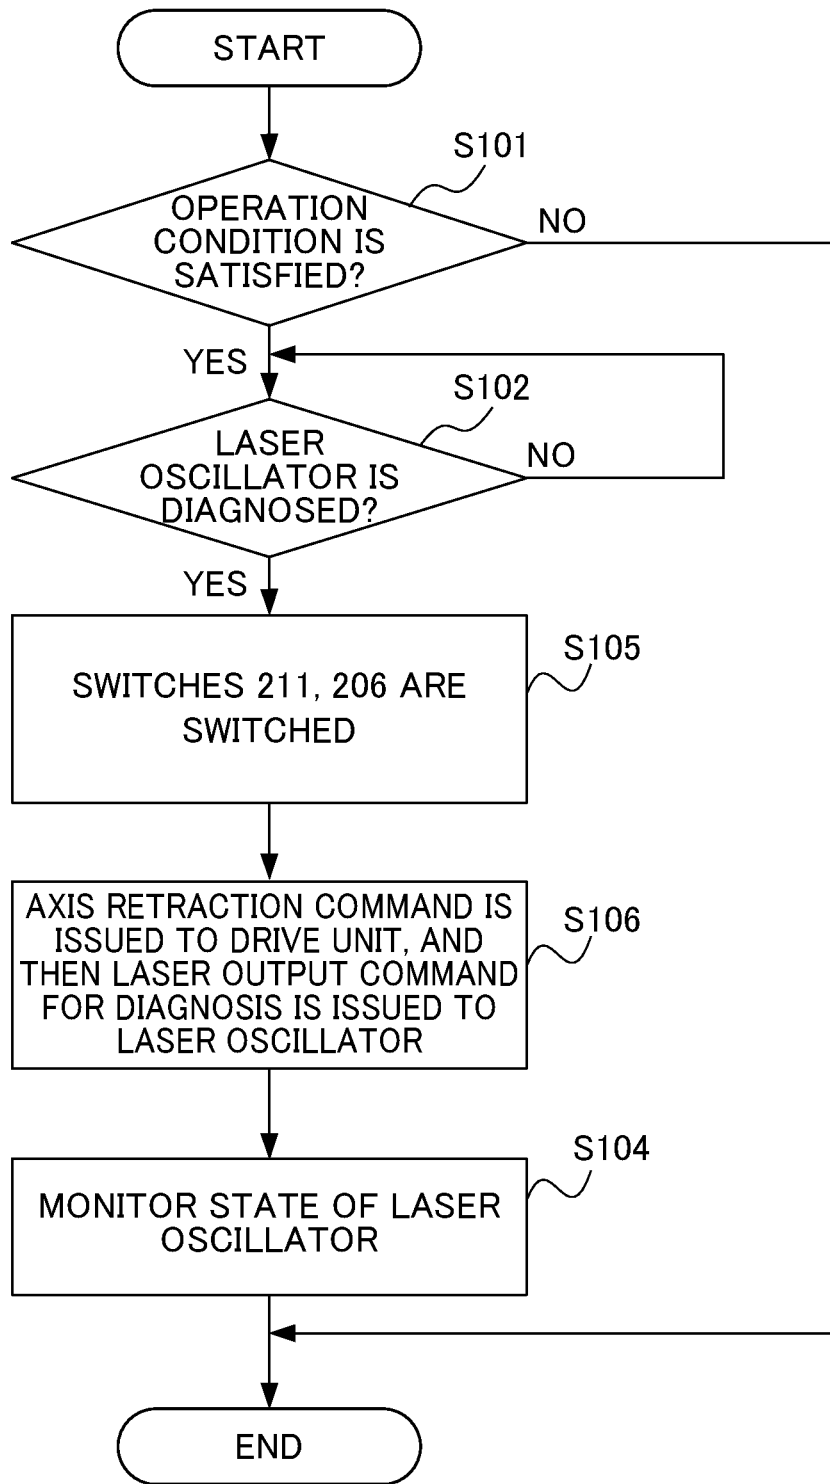 START
S101
OPERATION
CONDITION IS
SATISFIED?
NO
YES
S102
LASER
OSCILLATOR IS
DIAGNOSED?
NO
YES
S105
SWITCHES 211, 206 ARE
SWITCHED
S106
AXIS RETRACTION COMMAND IS
ISSUED TO DRIVE UNIT, AND
THEN LASER OUTPUT COMMAND
FOR DIAGNOSIS IS ISSUED TO
LASER OSCILLATOR
S104
MONITOR STATE OF LASER
OSCILLATOR
END